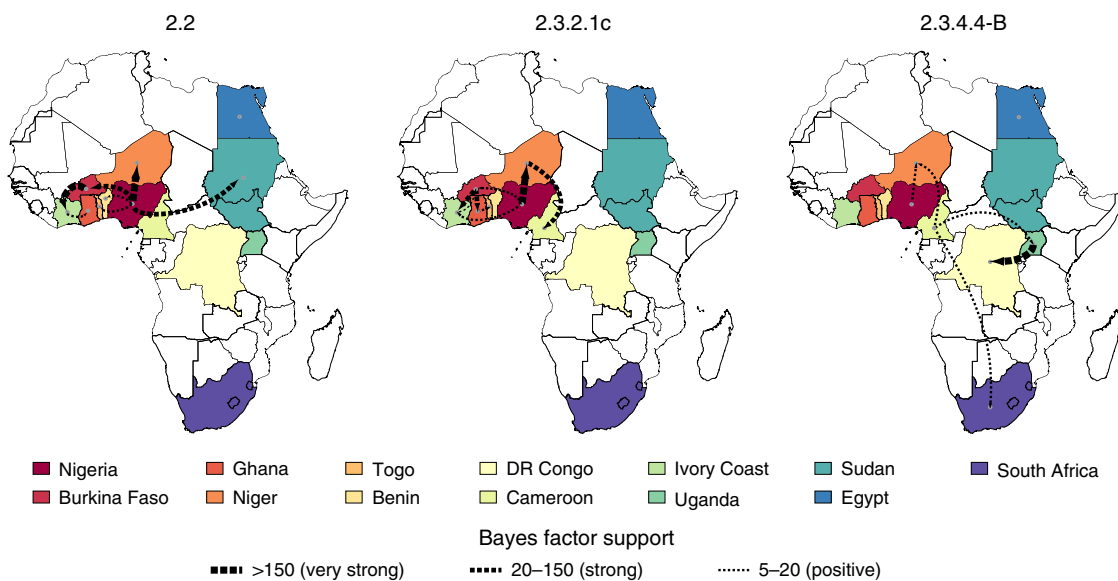 2.2 2.3.2.1c 2.3.4.4-B
Nigeria Ghana Togo DR Congo Ivory Coast Sudan South Africa
Burkina Faso Niger Benin Cameroon Uganda Egypt
Bayes factor support
>150 (very strong) 20–150 (strong) 5–20 (positive)